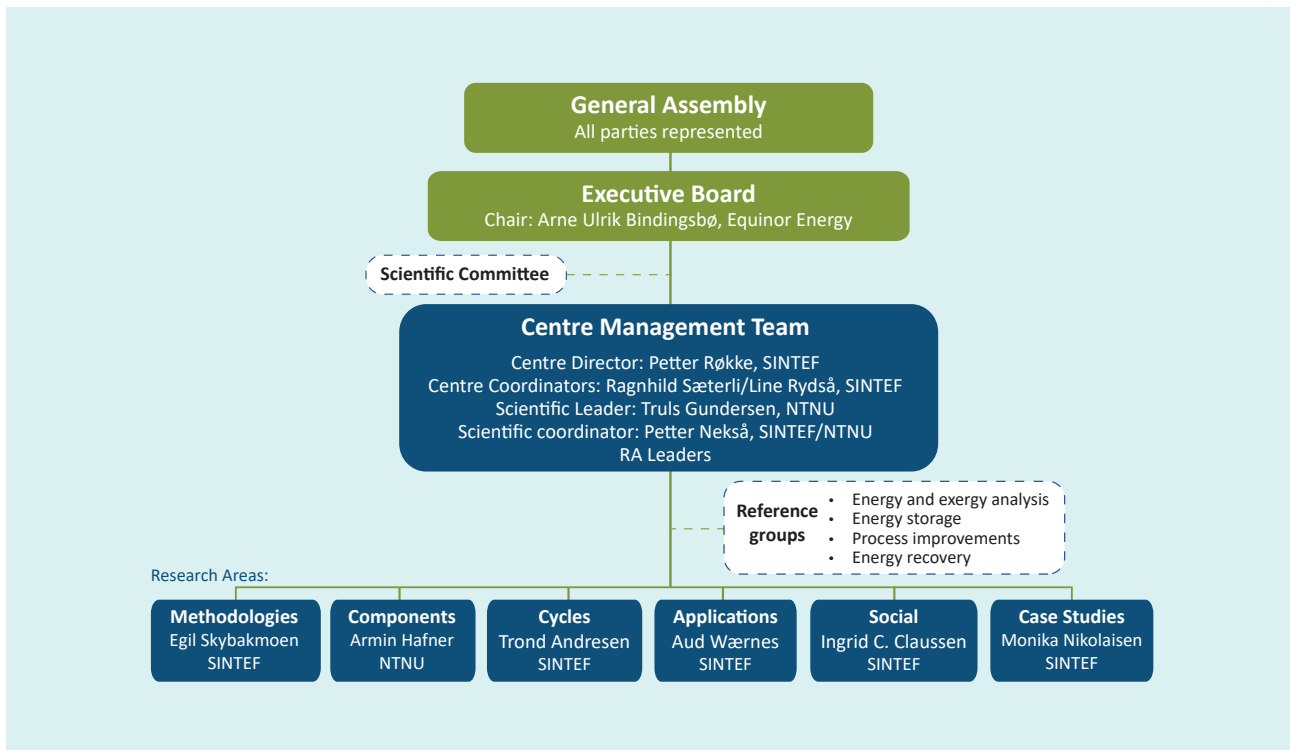 General Assembly
All parties represented
Executive Board
Chair: Arne Ulrik Bindingsbø, Equinor Energy
Scientific Committee
Centre Management Team
Centre Director: Petter Røkke, SINTEF
Centre Coordinators: Ragnhild Sæterli/Line Rydså, SINTEF
Scientific Leader: Truls Gundersen, NTNU
Scientific coordinator: Petter Nekså, SINTEF/NTNU
RA Leaders
Reference groups
• Energy and exergy analysis
• Energy storage
• Process improvements
• Energy recovery
Research Areas:
Methodologies
Egil Skybakmoen
SINTEF
Components
Armin Hafner
NTNU
Cycles
Trond Andresen
SINTEF
Applications
Aud Wærnes
SINTEF
Social
Ingrid C. Claussen
SINTEF
Case Studies
Monika Nikolaisen
SINTEF